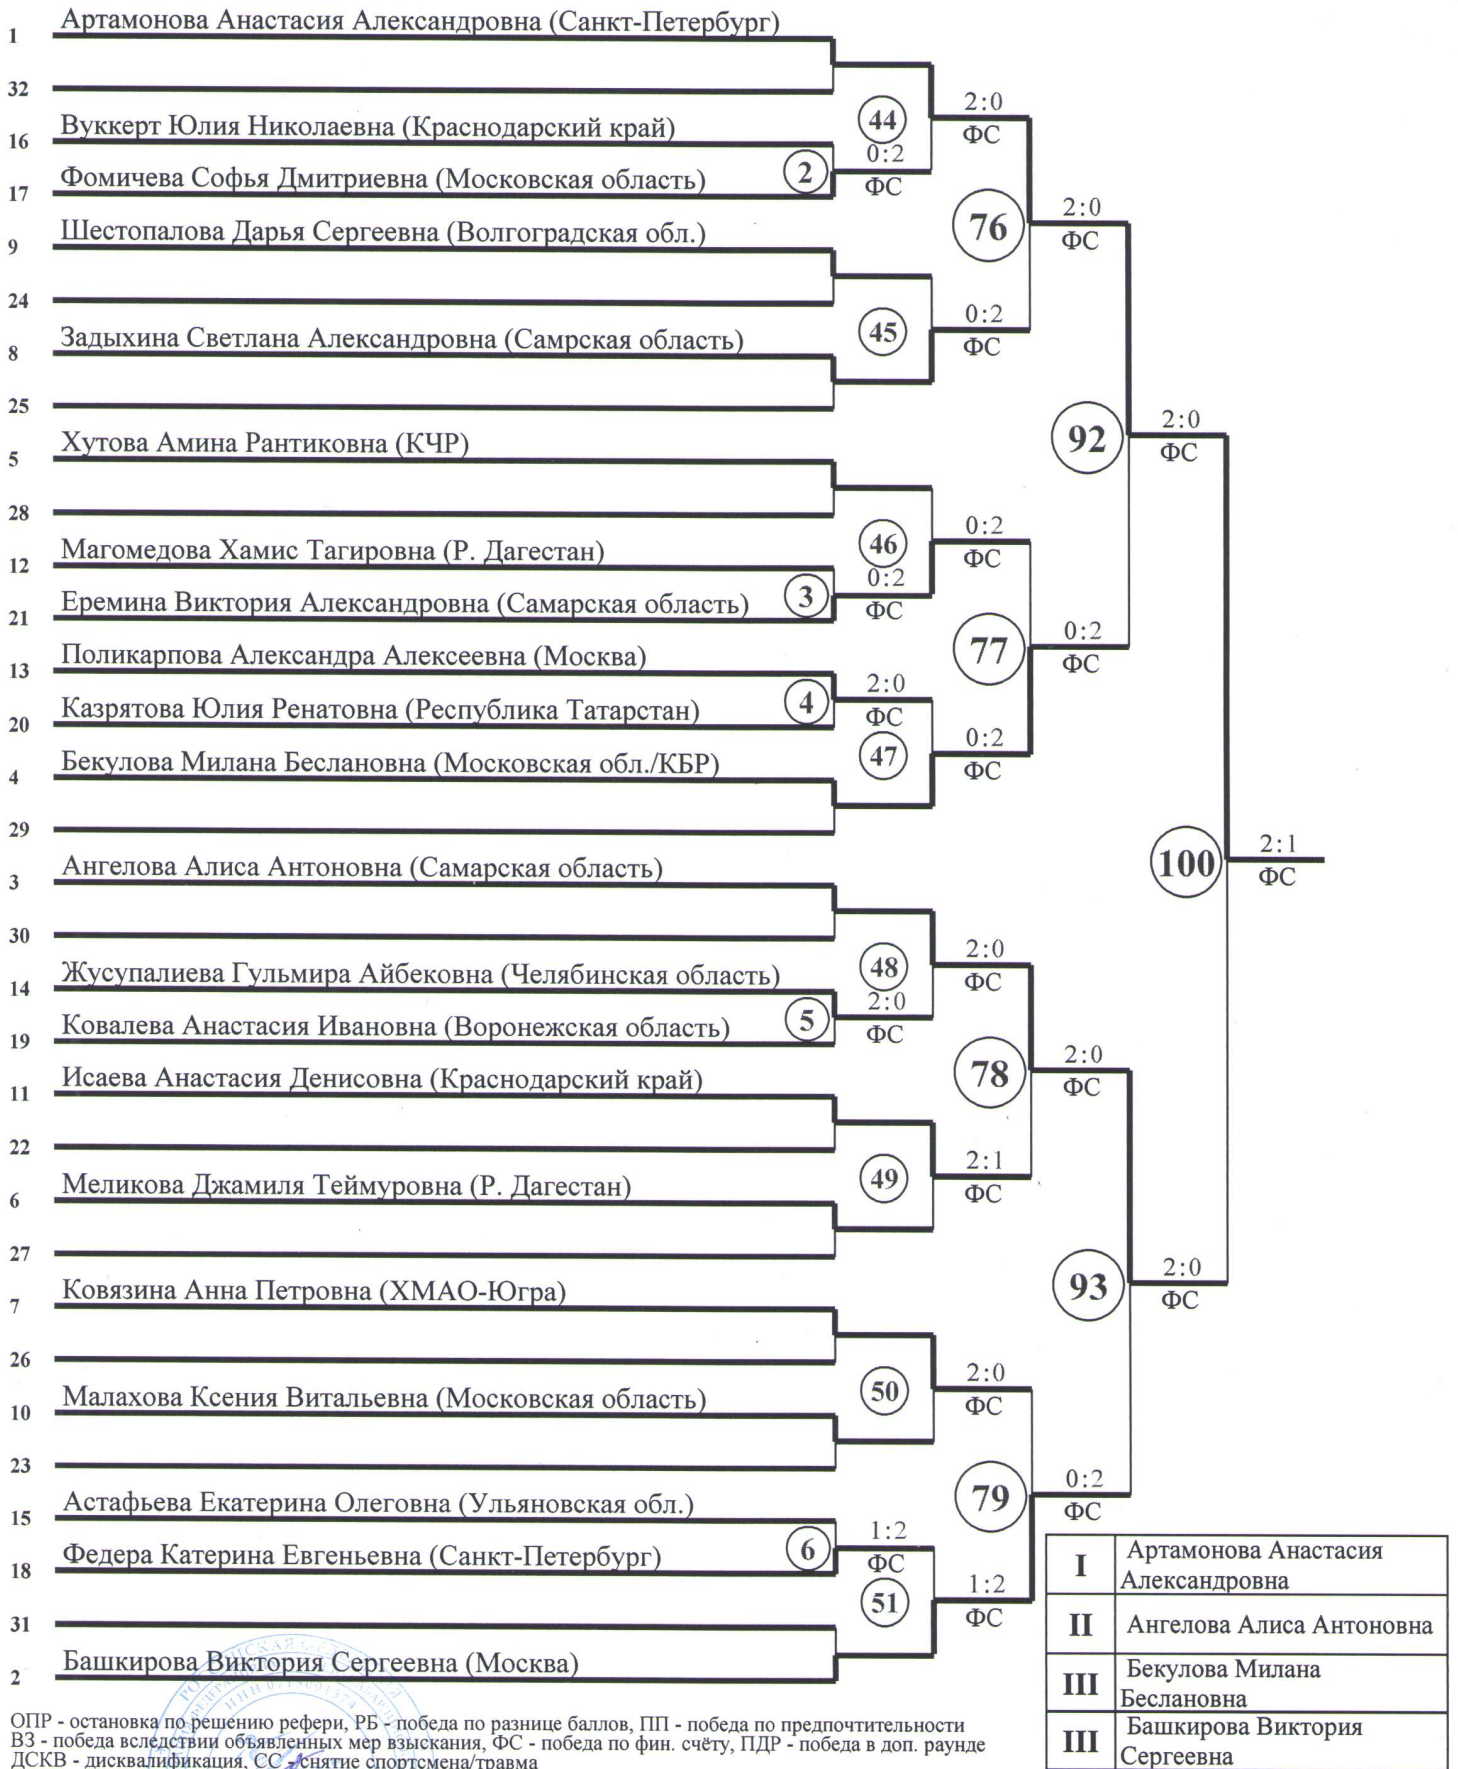 1 Артамонова Анастасия Александровна (Санкт-Петербург)
32
2:0
44
ФС
16 Вуккерт Юлия Николаевна (Краснодарский край)
0:2
2
ФС
17 Фомичева Софья Дмитриевна (Московская область)
76
2:0
ФС
9 Шестопалова Дарья Сергеевна (Волгоградская обл.)
24
0:2
45
ФС
8 Задыхина Светлана Александровна (Самрская область)
25
92
2:0
ФС
5 Хутова Амина Рантиковна (КЧР)
28
0:2
46
ФС
12 Магомедова Хамис Тагировна (Р. Дагестан)
0:2
3
ФС
21 Еремина Виктория Александровна (Самарская область)
77
0:2
ФС
13 Поликарпова Александра Алексеевна (Москва)
2:0
4
ФС
20 Казрятова Юлия Ренатовна (Республика Татарстан)
47
0:2
ФС
4 Бекулова Милана Беслановна (Московская обл./КБР)
29
100
2:1
ФС
3 Ангелова Алиса Антоновна (Самарская область)
30
2:0
48
ФС
14 Жусупалиева Гульмира Айбековна (Челябинская область)
2:0
5
ФС
19 Ковалева Анастасия Ивановна (Воронежская область)
78
2:0
ФС
11 Исаева Анастасия Денисовна (Краснодарский край)
22
2:1
49
ФС
6 Меликова Джамиля Теймуровна (Р. Дагестан)
27
93
2:0
ФС
7 Ковязина Анна Петровна (ХМАО-Югра)
26
2:0
50
ФС
10 Малахова Ксения Витальевна (Московская область)
23
79
0:2
ФС
15 Астафьева Екатерина Олеговна (Ульяновская обл.)
1:2
6
ФС
18 Федера Катерина Евгеньевна (Санкт-Петербург)
51
1:2
ФС
31
2 Башкирова Виктория Сергеевна (Москва)
I Артамонова Анастасия
Александровна
II Ангелова Алиса Антоновна
III Бекулова Милана
Беслановна
III Башкирова Виктория
Сергеевна
ОПР - остановка по решению рефери, РБ - победа по разнице баллов, ПП - победа по предпочтительности
ВЗ - победа вследствии объявленных мер взыскания, ФС - победа по фин. счёту, ПДР - победа в доп. раунде
ДСКВ - дисквалификация, СС - снятие спортсмена/травма